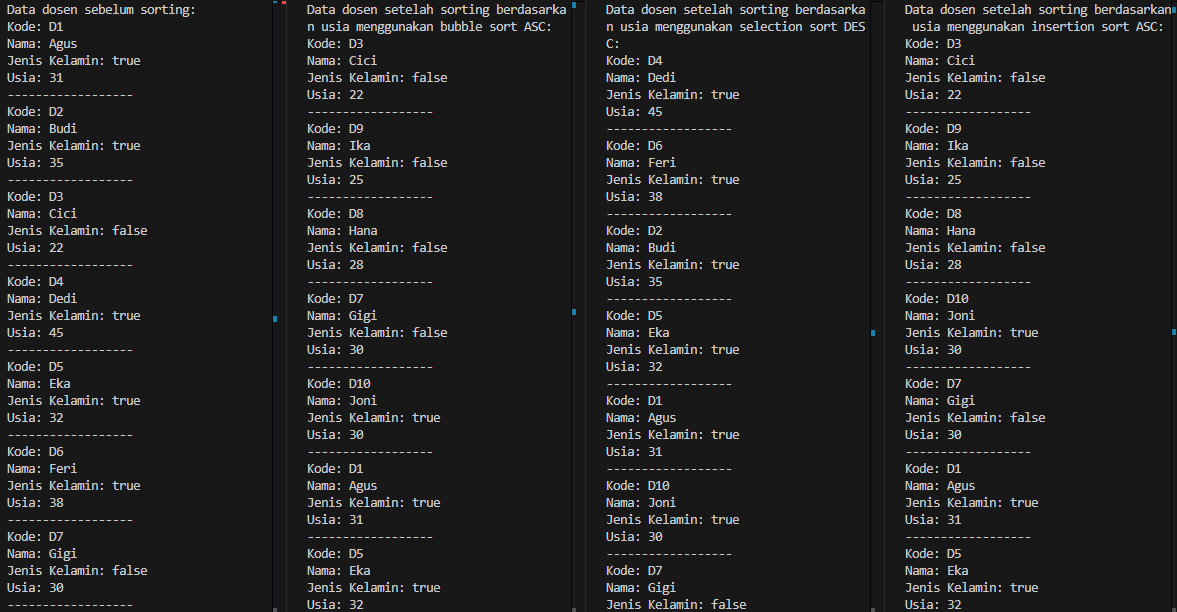 Data dosen sebelum sorting:
Kode: D1
Nama: Agus
Jenis Kelamin: true
Usia: 31
------------------
Kode: D2
Nama: Budi
Jenis Kelamin: true
Usia: 35
------------------
Kode: D3
Nama: Cici
Jenis Kelamin: false
Usia: 22
------------------
Kode: D4
Nama: Dedi
Jenis Kelamin: true
Usia: 45
------------------
Kode: D5
Nama: Eka
Jenis Kelamin: true
Usia: 32
------------------
Kode: D6
Nama: Feri
Jenis Kelamin: true
Usia: 38
------------------
Kode: D7
Nama: Gigi
Jenis Kelamin: false
Usia: 30
------------------
Data dosen setelah sorting berdasarka
n usia menggunakan bubble sort ASC:
Kode: D3
Nama: Cici
Jenis Kelamin: false
Usia: 22
------------------
Kode: D9
Nama: Ika
Jenis Kelamin: false
Usia: 25
------------------
Kode: D8
Nama: Hana
Jenis Kelamin: false
Usia: 28
------------------
Kode: D7
Nama: Gigi
Jenis Kelamin: false
Usia: 30
------------------
Kode: D10
Nama: Joni
Jenis Kelamin: true
Usia: 30
------------------
Kode: D1
Nama: Agus
Jenis Kelamin: true
Usia: 31
------------------
Kode: D5
Nama: Eka
Jenis Kelamin: true
Usia: 32
Data dosen setelah sorting berdasarka
n usia menggunakan selection sort DES
C:
Kode: D4
Nama: Dedi
Jenis Kelamin: true
Usia: 45
------------------
Kode: D6
Nama: Feri
Jenis Kelamin: true
Usia: 38
------------------
Kode: D2
Nama: Budi
Jenis Kelamin: true
Usia: 35
------------------
Kode: D5
Nama: Eka
Jenis Kelamin: true
Usia: 32
------------------
Kode: D1
Nama: Agus
Jenis Kelamin: true
Usia: 31
------------------
Kode: D10
Nama: Joni
Jenis Kelamin: true
Usia: 30
------------------
Kode: D7
Nama: Gigi
Jenis Kelamin: false
Data dosen setelah sorting berdasarkan
usia menggunakan insertion sort ASC:
Kode: D3
Nama: Cici
Jenis Kelamin: false
Usia: 22
------------------
Kode: D9
Nama: Ika
Jenis Kelamin: false
Usia: 25
------------------
Kode: D8
Nama: Hana
Jenis Kelamin: false
Usia: 28
------------------
Kode: D10
Nama: Joni
Jenis Kelamin: true
Usia: 30
------------------
Kode: D7
Nama: Gigi
Jenis Kelamin: false
Usia: 30
------------------
Kode: D1
Nama: Agus
Jenis Kelamin: true
Usia: 31
------------------
Kode: D5
Nama: Eka
Jenis Kelamin: true
Usia: 32